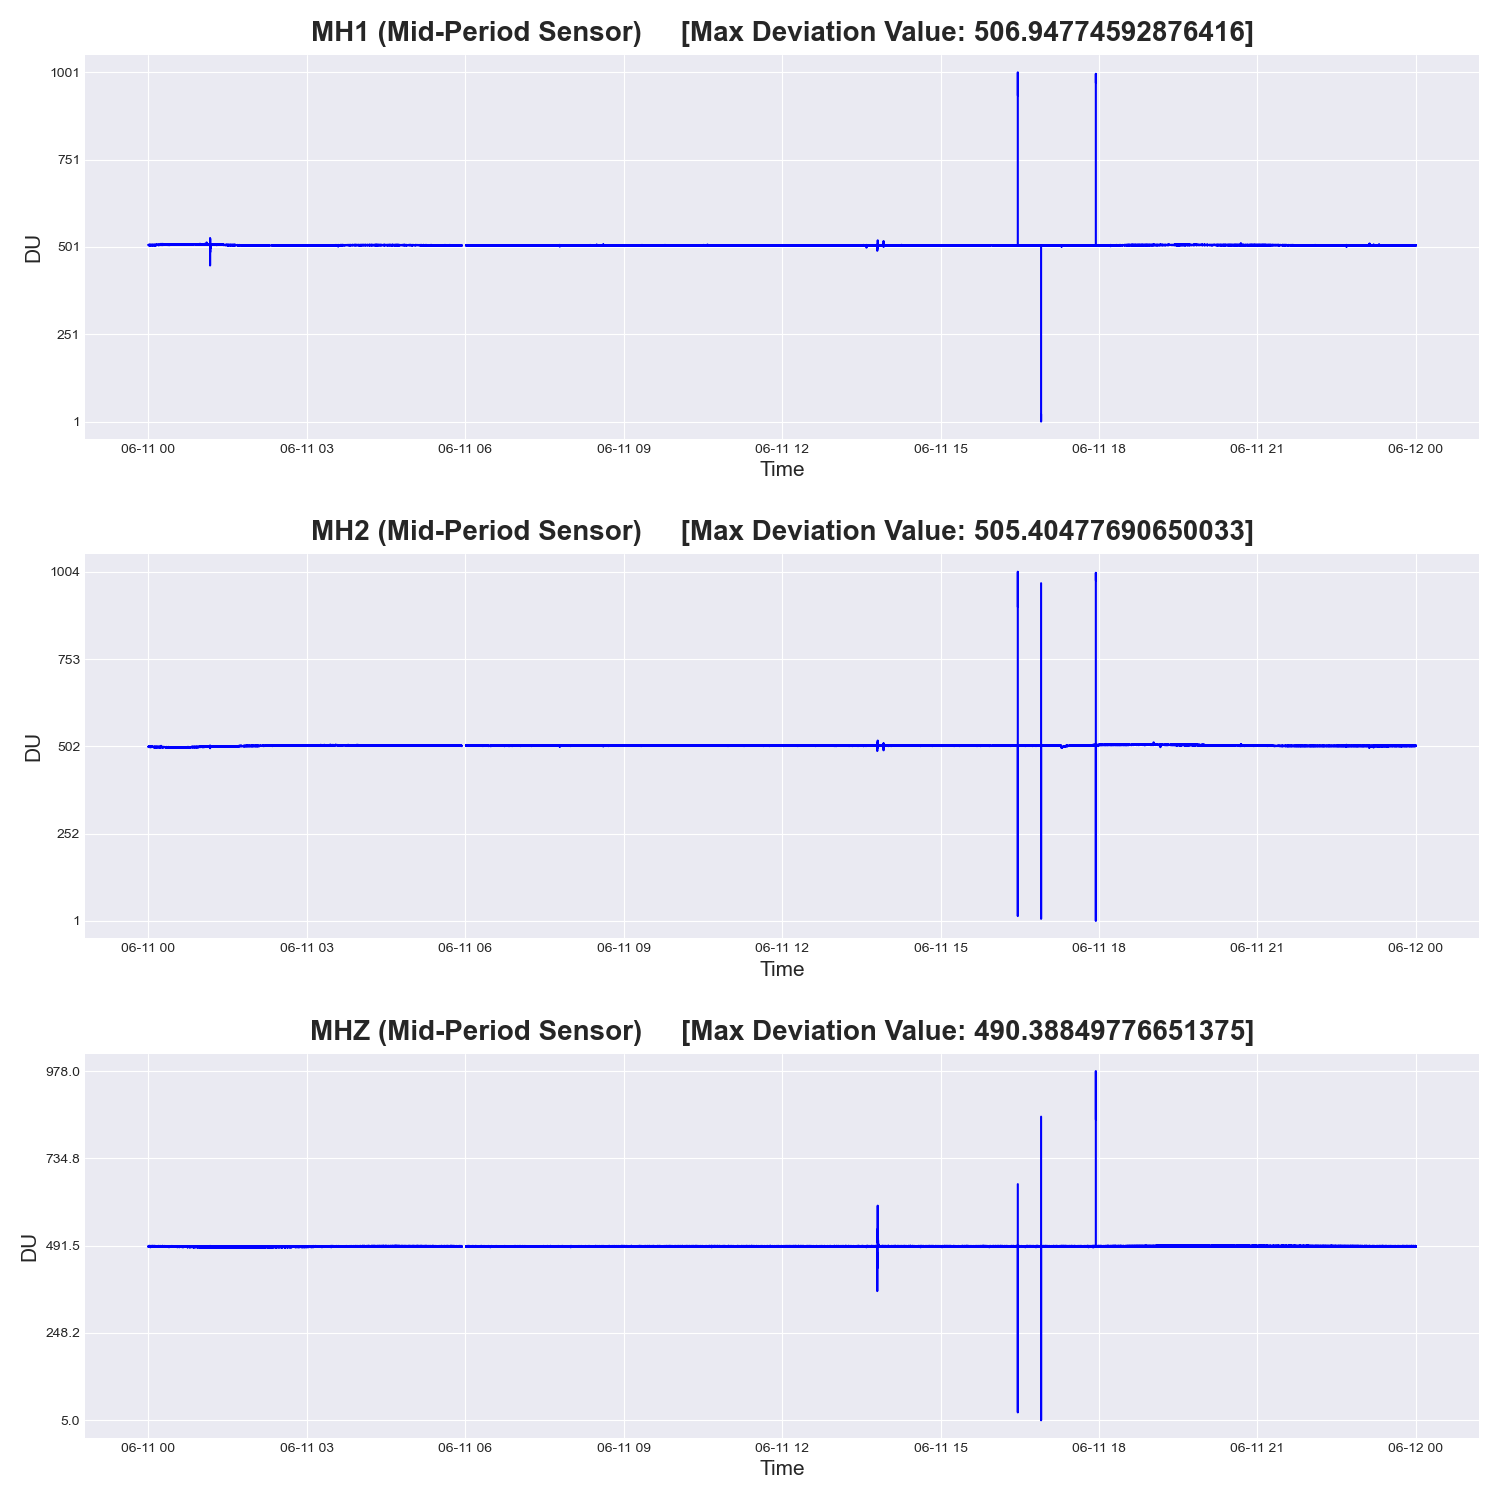 MH1 (Mid-Period Sensor) [Max Deviation Value: 506.94774592876416]
1001
751
501
251
1
DU
06-11 00 06-11 03 06-11 06 06-11 09 06-11 12 06-11 15 06-11 18 06-11 21 06-12 00
Time
MH2 (Mid-Period Sensor) [Max Deviation Value: 505.40477690650033]
1004
753
502
252
1
DU
06-11 00 06-11 03 06-11 06 06-11 09 06-11 12 06-11 15 06-11 18 06-11 21 06-12 00
Time
MHZ (Mid-Period Sensor) [Max Deviation Value: 490.38849776651375]
978.0
734.8
491.5
248.2
5.0
DU
06-11 00 06-11 03 06-11 06 06-11 09 06-11 12 06-11 15 06-11 18 06-11 21 06-12 00
Time